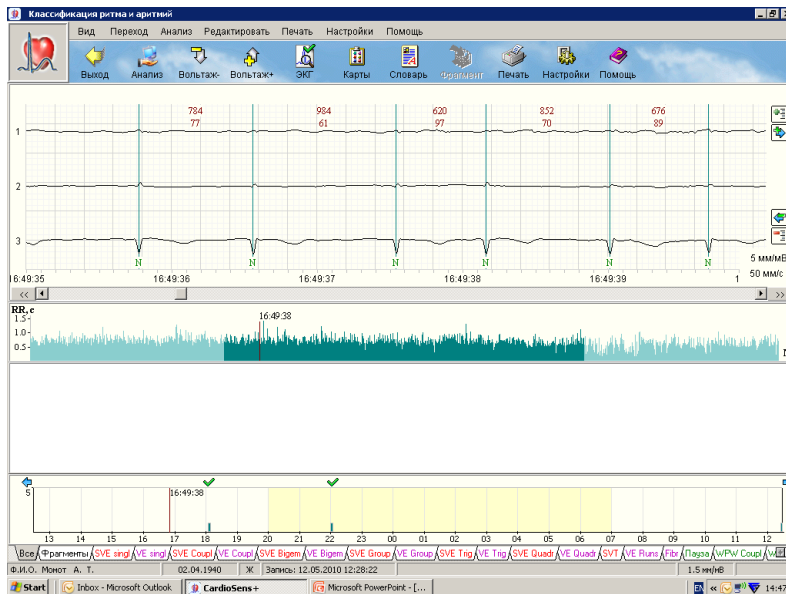 Классификация ритма и аритмий
Вид Переход Анализ Редактировать Печать Настройки Помощь
Выход Анализ Вольтаж- Вольтаж+ ЭКГ Карты Словарь Фрагмент Печать Настройки Помощь
784 984 620 852 676
77 61 97 70 89
1
2
3
N N N N N N
5 мм/мВ
16:49:35 16:49:36 16:49:37 16:49:38 16:49:39 1
50 мм/с
<< >>
RR, c
16:49:38
1.5
1.0
0.5
5
16:49:38
13 14 15 16 17 18 19 20 21 22 23 00 01 02 03 04 05 06 07 08 09 10 11 12
Все Фрагменты SVE singl VE singl SVE Coupl VE Coupl SVE Bigem VE Bigem SVE Group VE Group SVE Trig VE Trig SVE Quadr VE Quadr SVT VE Runs Fibr Пауза WPW Coupl
Ф.И.О. Монот А. Т. 02.04.1940 Ж Запись: 12.05.2010 12:28:22 1.5 мм/мВ
Start Inbox - Microsoft Outlook CardioSens+ Microsoft PowerPoint - [... EN « 14:47